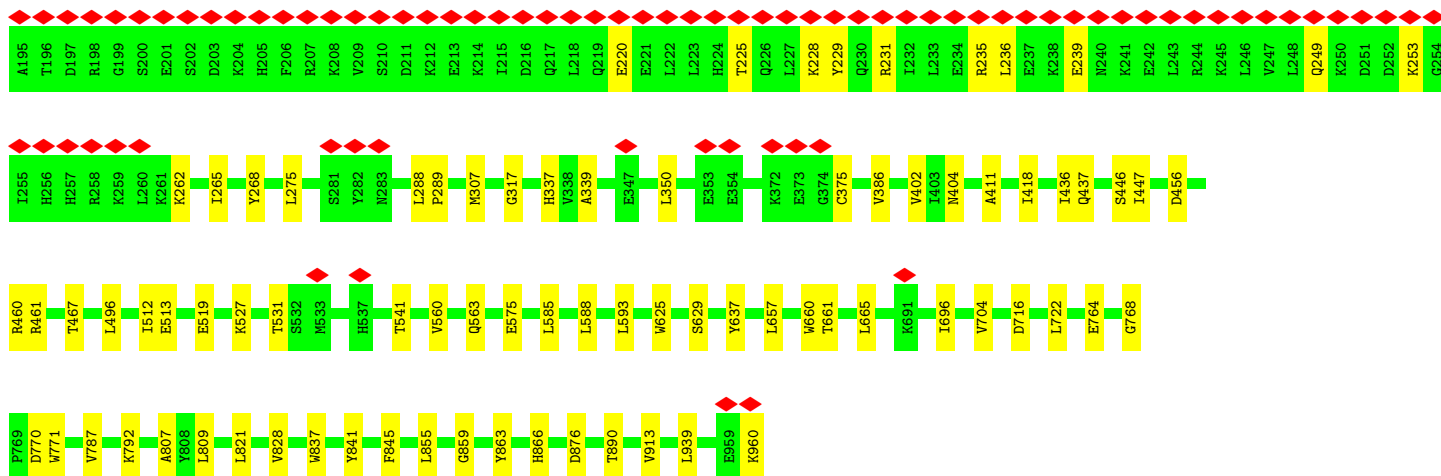 A195 T196 D197 R198 G199 S200 E201 S202 D203 K204 H205 F206 R207 K208 V209 S210 D211 K212 E213 K214 I215 D216 Q217 L218 Q219 E220 E221 L222 L223 H224 T225 Q226 L227 K228 Y229 Q230 R231 I232 L233 E234 R235 L236 E237 K238 E239 N240 K241 E242 L243 R244 K245 L246 V247 L248 Q249 K250 D251 D252 K253 G254
I255 H256 H257 R258 K259 L260 K261 K262 I265 Y268 L275 S281 Y282 N283 L288 P289 M307 G317 H337 V338 A339 E347 L350 E353 E354 K372 E373 G374 C375 V386 V402 I403 N404 A411 I418 I436 Q437 S446 I447 D456
R460 R461 T467 L496 I512 E513 E519 K527 T531 S532 M533 H537 T541 V560 Q563 E575 L585 L588 L593 W625 S629 Y637 L657 W660 T661 L665 K691 I696 V704 D716 L722 E764 G768
P769 D770 W771 V787 K792 A807 Y808 L809 L821 V828 W837 Y841 F845 L855 G859 Y863 H866 D876 T890 V913 L939 E959 K960